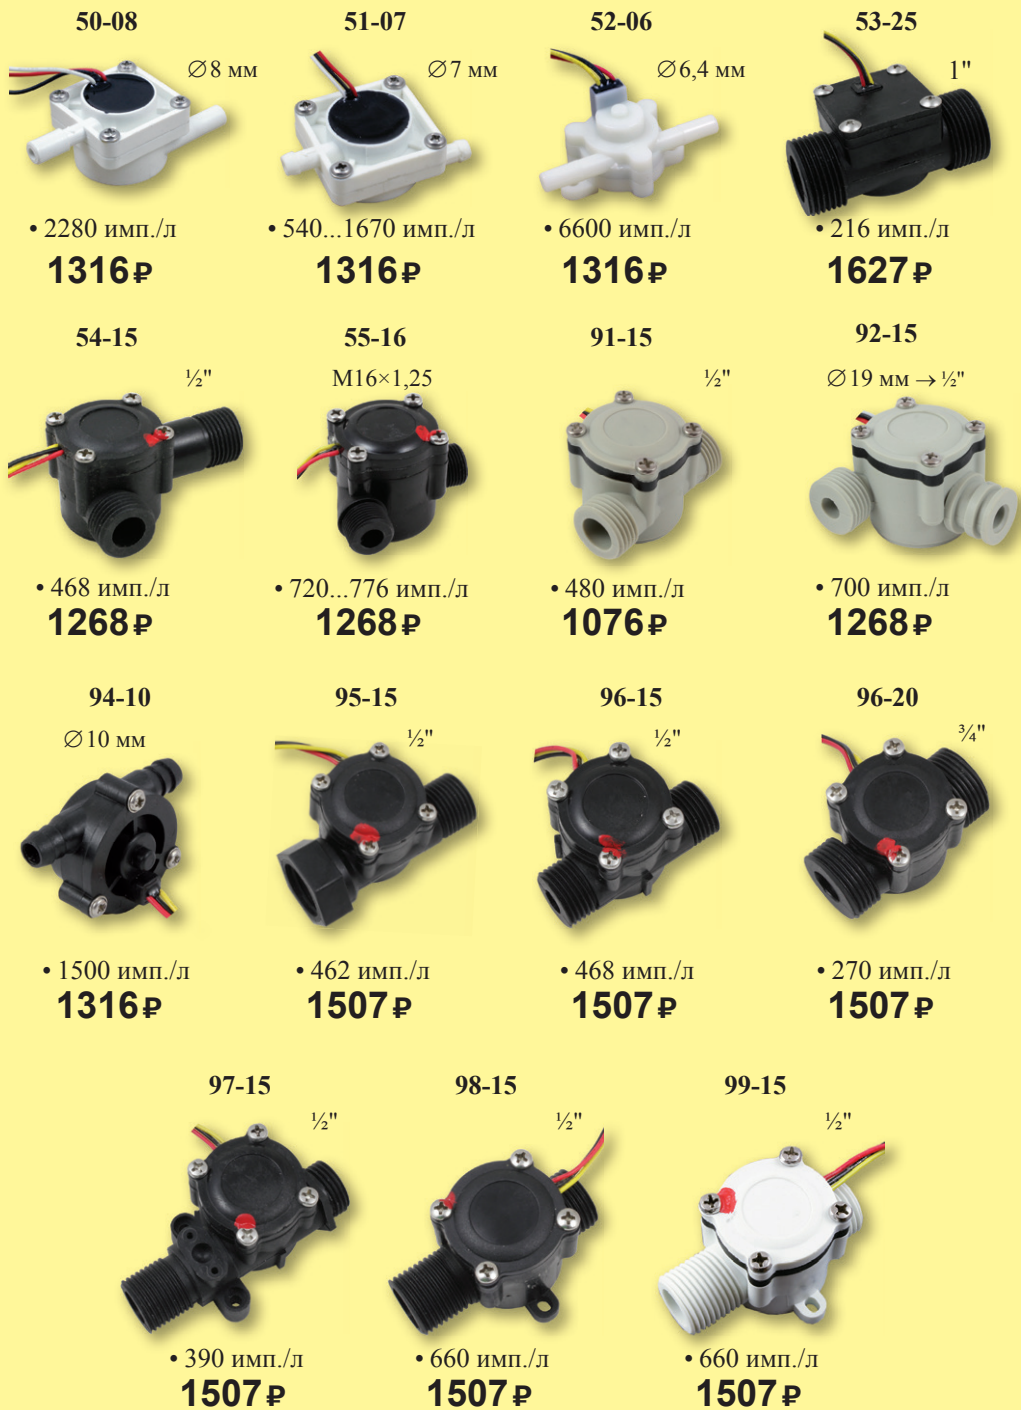 50-08
∅8 мм
• 2280 имп./л
1316₽
51-07
∅7 мм
• 540...1670 имп./л
1316₽
52-06
∅6,4 мм
• 6600 имп./л
1316₽
53-25
1"
• 216 имп./л
1627₽
54-15
½"
• 468 имп./л
1268₽
55-16
M16×1,25
• 720...776 имп./л
1268₽
91-15
½"
• 480 имп./л
1076₽
92-15
∅19 мм → ½"
• 700 имп./л
1268₽
94-10
∅10 мм
• 1500 имп./л
1316₽
95-15
½"
• 462 имп./л
1507₽
96-15
½"
• 468 имп./л
1507₽
96-20
¾"
• 270 имп./л
1507₽
97-15
½"
• 390 имп./л
1507₽
98-15
½"
• 660 имп./л
1507₽
99-15
½"
• 660 имп./л
1507₽